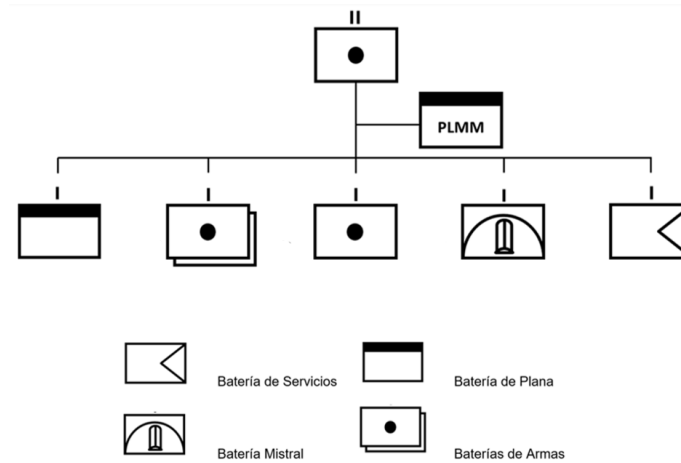 II
PLMM
I I I I I
Batería de Servicios Batería de Plana
Batería Mistral Baterías de Armas